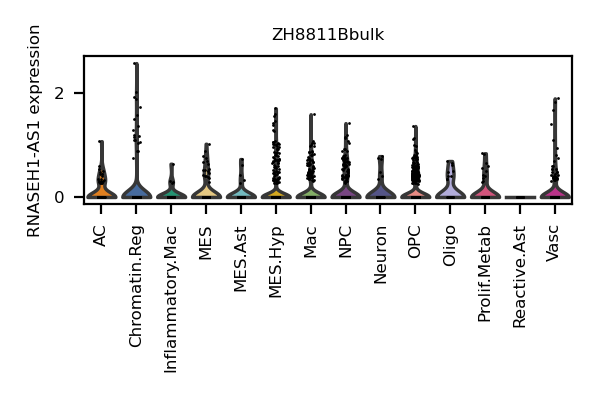 ZH8811Bbulk
RNASEH1-AS1 expression
2
0
AC
Chromatin.Reg
Inflammatory.Mac
MES
MES.Ast
MES.Hyp
Mac
NPC
Neuron
OPC
Oligo
Prolif.Metab
Reactive.Ast
Vasc